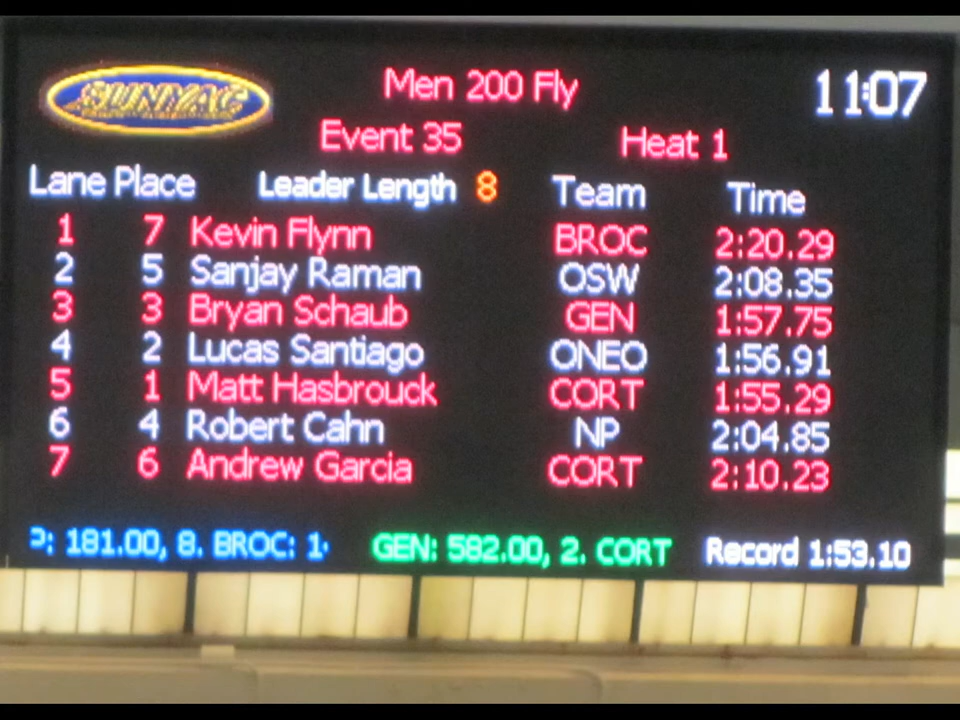 SUNYAC Men 200 Fly 11:07
Event 35 Heat 1
Lane Place Leader Length 8 Team Time
1 7 Kevin Flynn BROC 2:20.29
2 5 Sanjay Raman OSW 2:08.35
3 3 Bryan Schaub GEN 1:57.75
4 2 Lucas Santiago ONEO 1:56.91
5 1 Matt Hasbrouck CORT 1:55.29
6 4 Robert Cahn NP 2:04.85
7 6 Andrew Garcia CORT 2:10.23
: 181.00, 8. BROC: 1 GEN: 582.00, 2. CORT Record 1:53.10